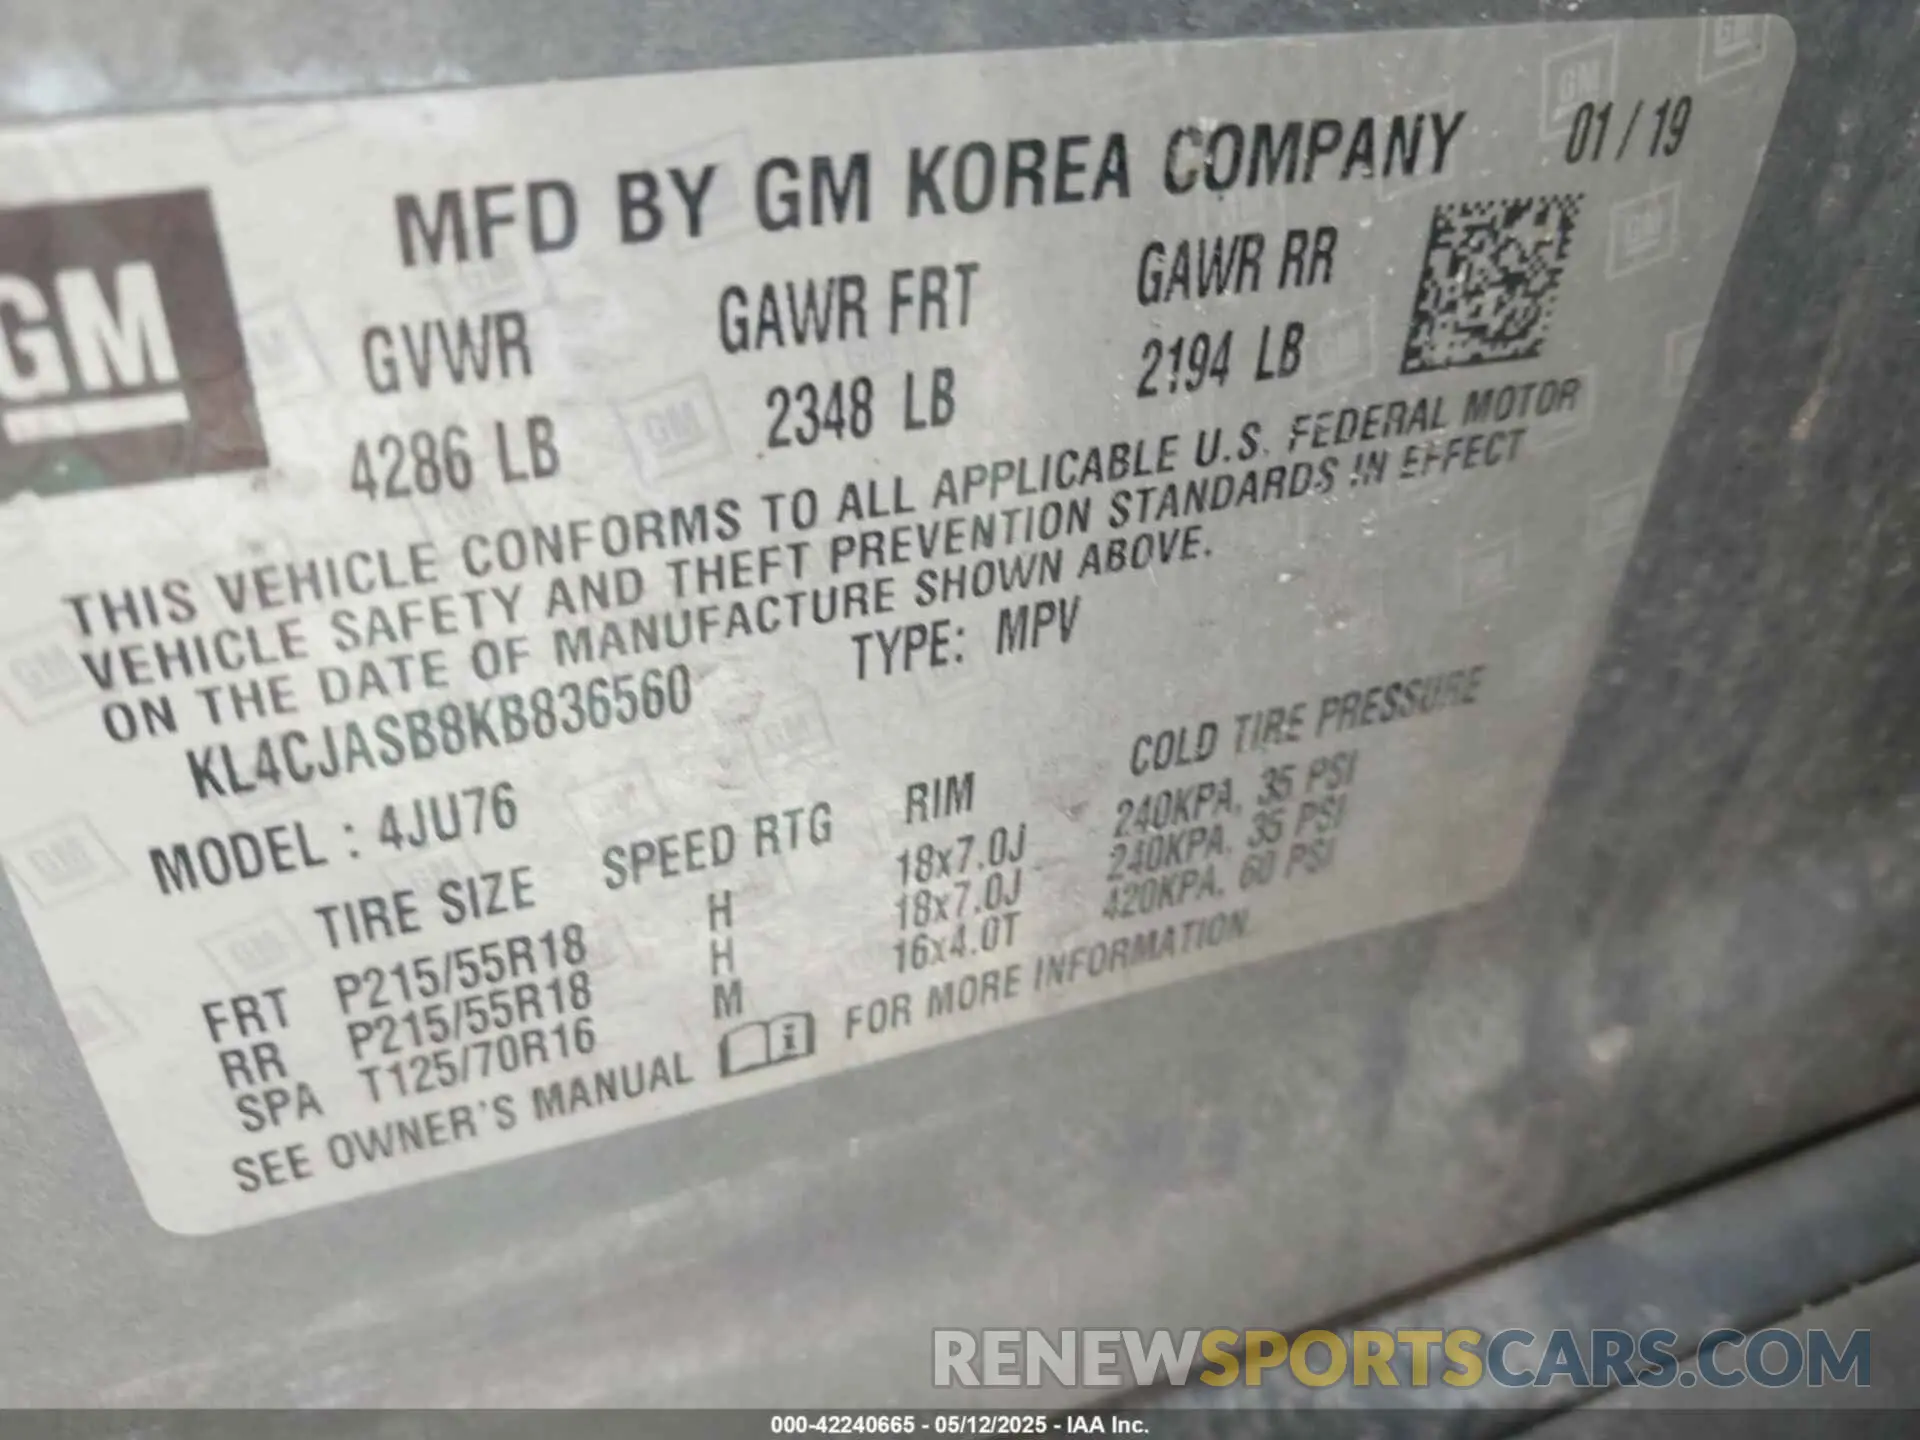 MFD BY GM KOREA COMPANY 01/19
GM
GVWR GAWR FRT GAWR RR
4286 LB 2348 LB 2194 LB
THIS VEHICLE CONFORMS TO ALL APPLICABLE U.S. FEDERAL MOTOR
VEHICLE SAFETY AND THEFT PREVENTION STANDARDS IN EFFECT
ON THE DATE OF MANUFACTURE SHOWN ABOVE.
KL4CJASB8KB836560 TYPE: MPV
MODEL : 4JU76
TIRE SIZE SPEED RTG RIM COLD TIRE PRESSURE
FRT P215/55R18 H 18x7.0J 240KPA, 35 PSI
RR P215/55R18 H 18x7.0J 240KPA, 35 PSI
SPA T125/70R16 M 16x4.0T 420KPA, 60 PSI
SEE OWNER'S MANUAL FOR MORE INFORMATION.
RENEWSPORTSCARS.COM
000-42240665 - 05/12/2025 - IAA Inc.